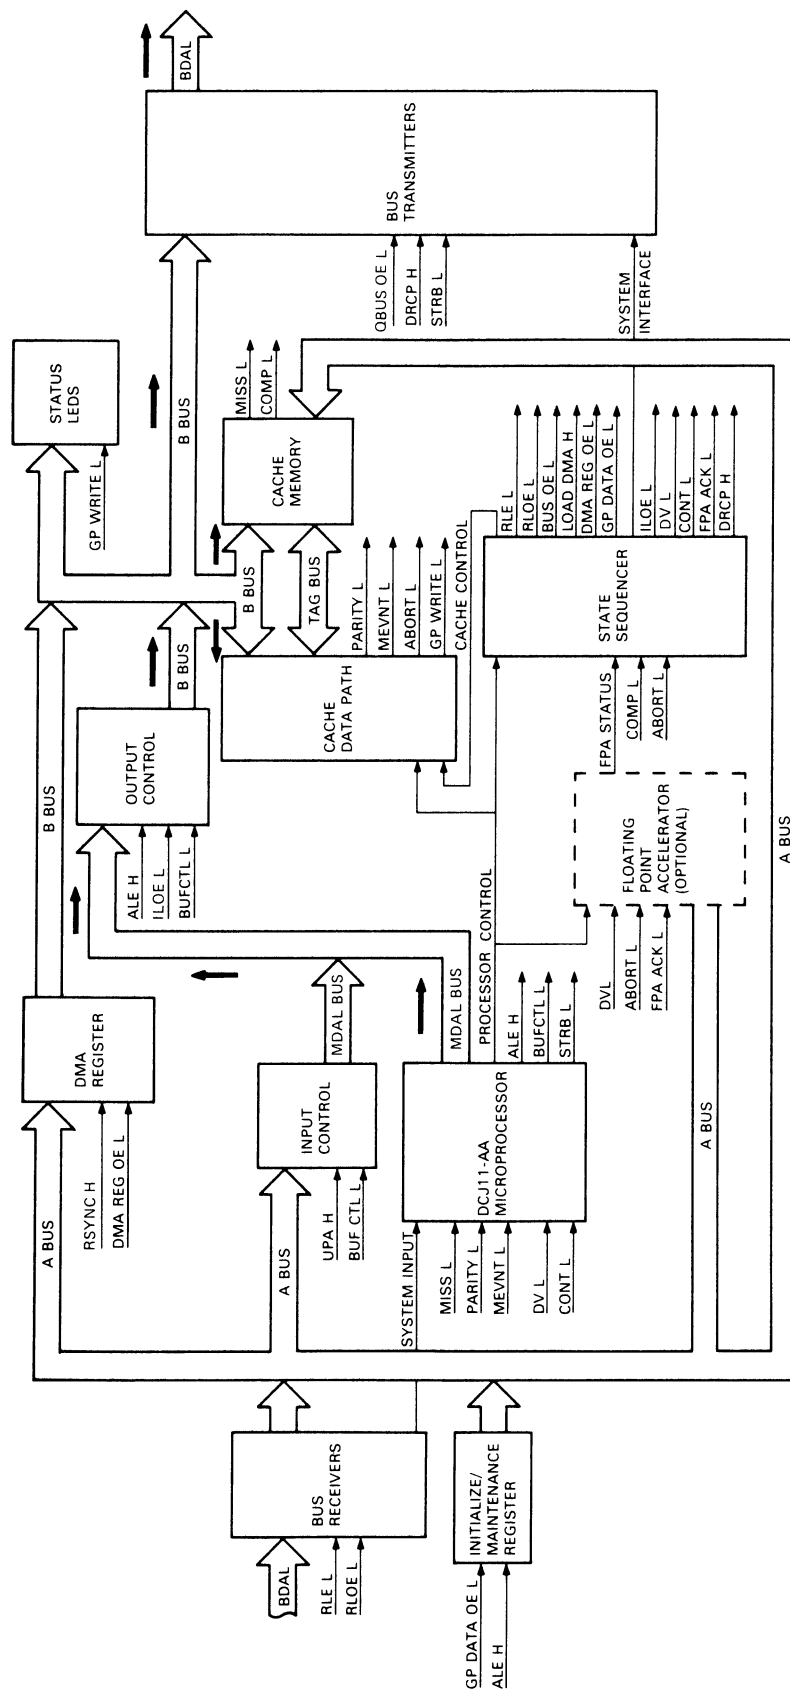 BDAL
RLE L
RLOE L
BUS
RECEIVERS
GP DATA OE L
ALE H
INITIALIZE/
MAINTENANCE
REGISTER
A BUS
RSYNC H
DMA REG OE L
DMA
REGISTER
B BUS
A BUS
UPA H
BUF CTL L
INPUT
CONTROL
MDAL BUS
SYSTEM INPUT
MISS L
PARITY L
MEVNT L
DV L
CONT L
DCJ11-AA
MICROPROCESSOR
MDAL BUS
PROCESSOR CONTROL
ALE H
BUFCTL L
STRB L
A BUS
ALE H
ILOE L
BUFCTL L
OUTPUT
CONTROL
B BUS
DVL
ABORT L
FPA ACK L
FLOATING
POINT
ACCELERATOR
(OPTIONAL)
FPA STATUS
COMP L
ABORT L
A BUS
CACHE
DATA PATH
B BUS
TAG BUS
PARITY L
MEVNT L
ABORT L
GP WRITE L
CACHE CONTROL
STATE
SEQUENCER
RLE L
RLOE L
BUS OE L
LOAD DMA H
DMA REG OE L
GP DATA OE L
ILOE L
DV L
CONT L
FPA ACK L
DRCP H
GP WRITE L
STATUS
LEDS
B BUS
CACHE
MEMORY
MISS L
COMP L
QBUS OE L
DRCP H
STRB L
SYSTEM
INTERFACE
BUS
TRANSMITTERS
BDAL